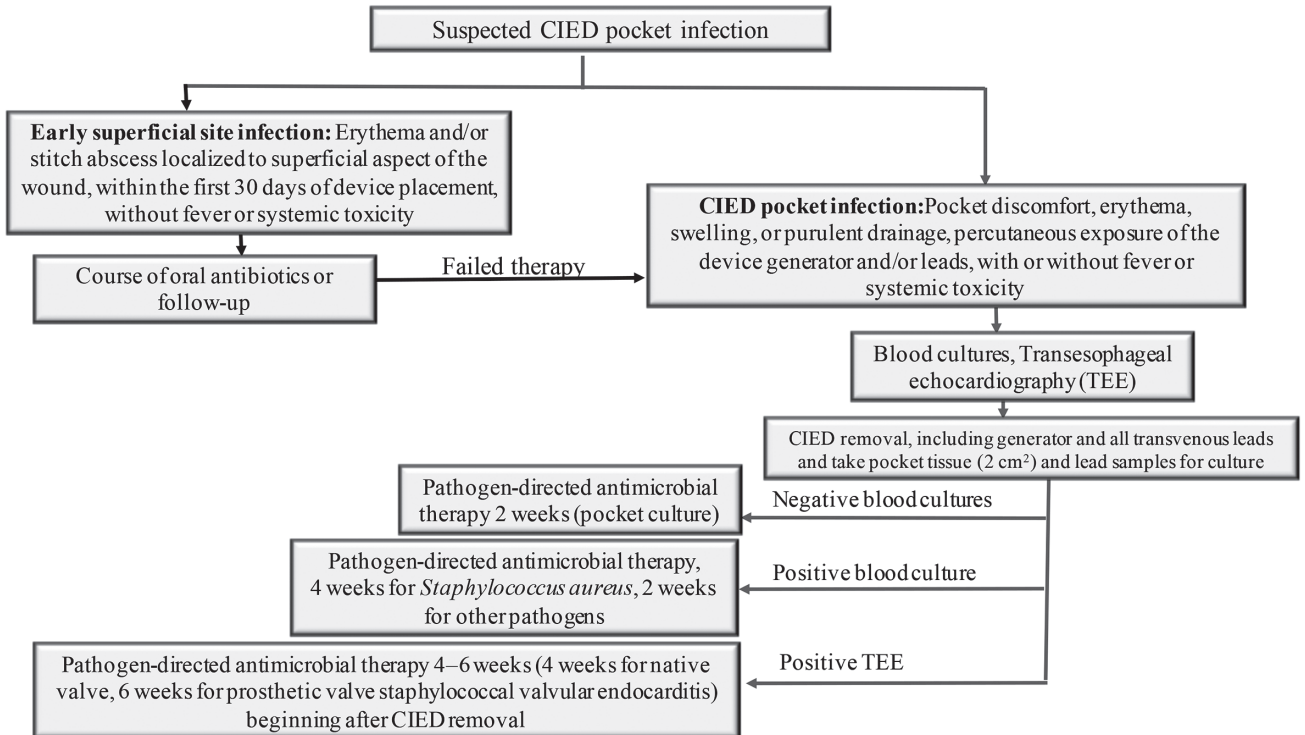 Suspected CIED pocket infection
Early superficial site infection: Erythema and/or
stitch abscess localized to superficial aspect of the
wound, within the first 30 days of device placement,
without fever or systemic toxicity
CIED pocket infection:Pocket discomfort, erythema,
swelling, or purulent drainage, percutaneous exposure of the
device generator and/or leads, with or without fever or
systemic toxicity
Course of oral antibiotics or
follow-up
Failed therapy
Blood cultures, Transesophageal
echocardiography (TEE)
CIED removal, including generator and all transvenous leads
and take pocket tissue (2 cm²) and lead samples for culture
Pathogen-directed antimicrobial
therapy 2 weeks (pocket culture)
Negative blood cultures
Pathogen-directed antimicrobial therapy,
4 weeks for Staphylococcus aureus, 2 weeks
for other pathogens
Positive blood culture
Pathogen-directed antimicrobial therapy 4–6 weeks (4 weeks for native
valve, 6 weeks for prosthetic valve staphylococcal valvular endocarditis)
beginning after CIED removal
Positive TEE